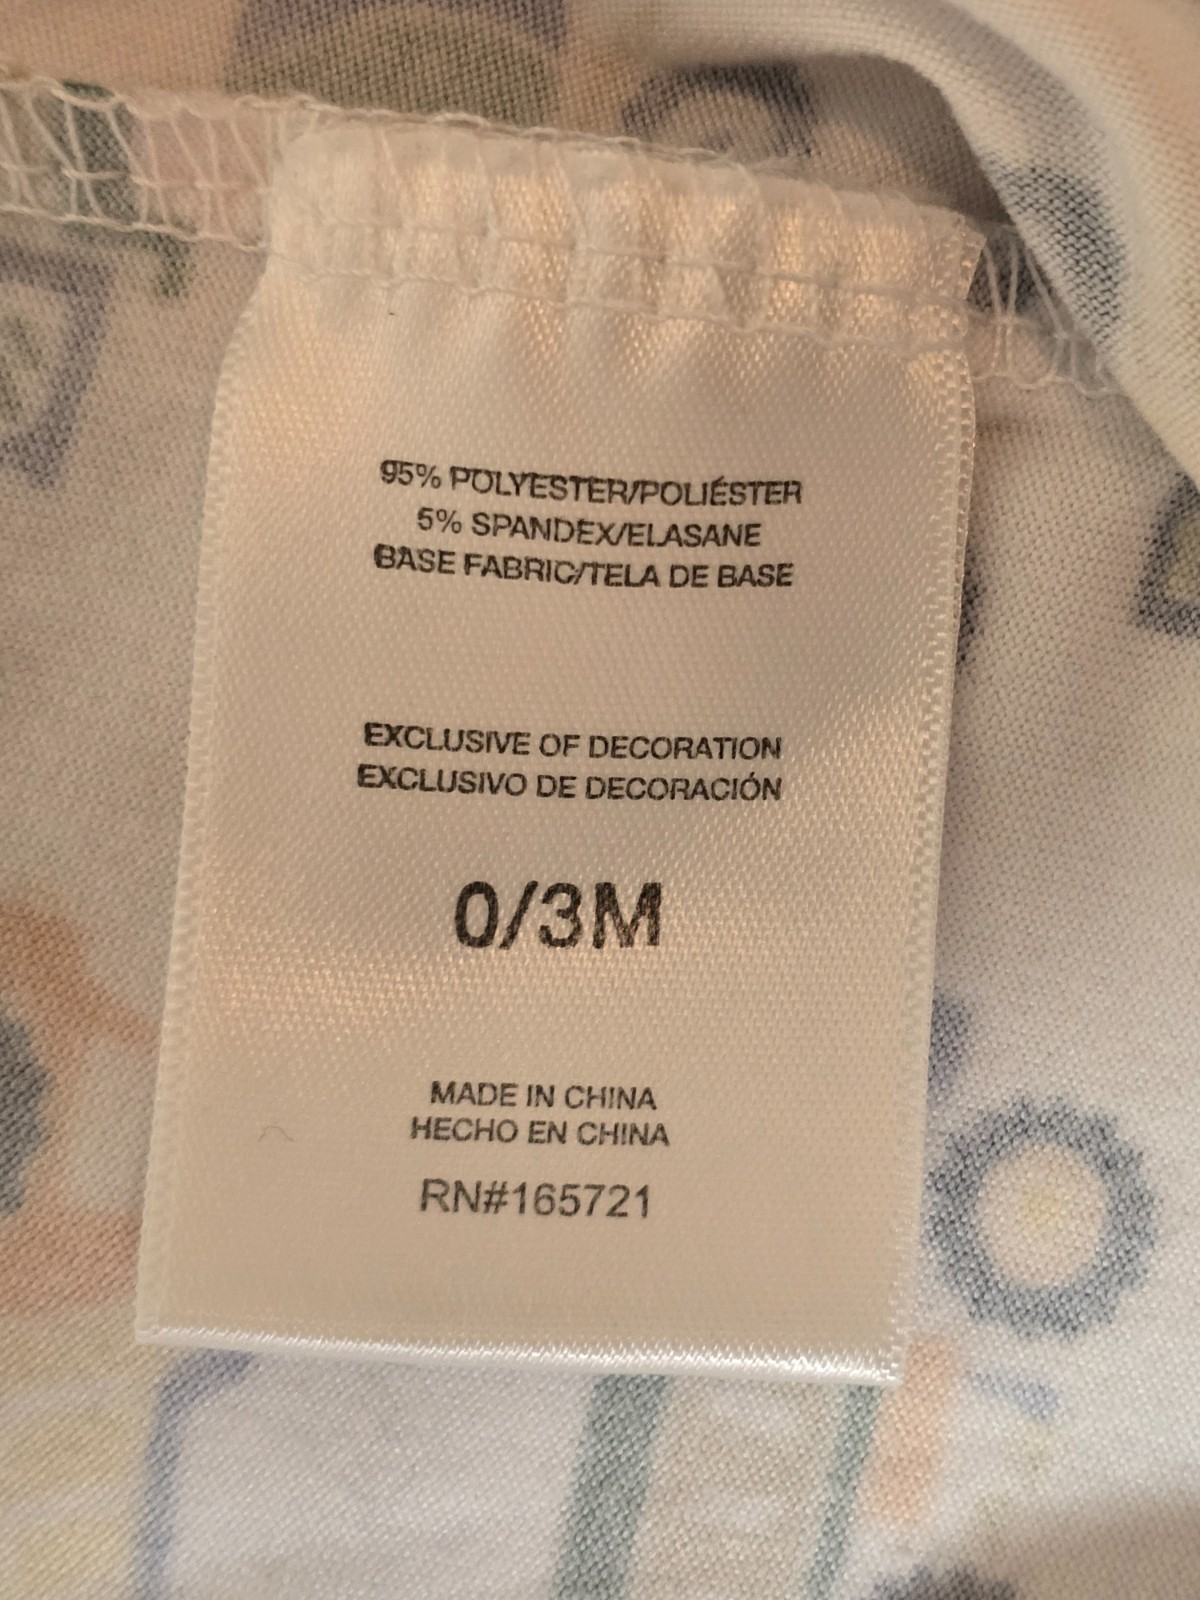 95% POLYESTER/POLIÉSTER
5% SPANDEX/ELASANE
BASE FABRIC/TELA DE BASE
EXCLUSIVE OF DECORATION
EXCLUSIVO DE DECORACIÓN
0/3M
MADE IN CHINA
HECHO EN CHINA
RN#165721